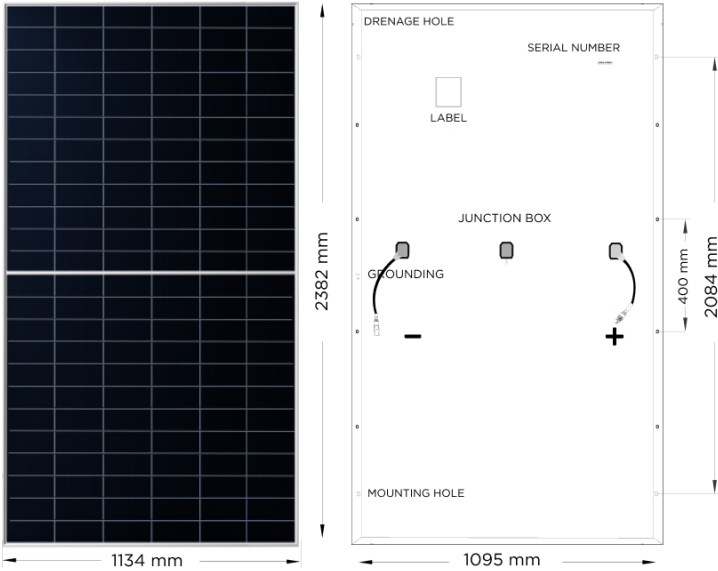 DRENAGE HOLE
SERIAL NUMBER
LABEL
JUNCTION BOX
GROUNDING
2382 mm
400 mm
2084 mm
− +
MOUNTING HOLE
1134 mm
1095 mm